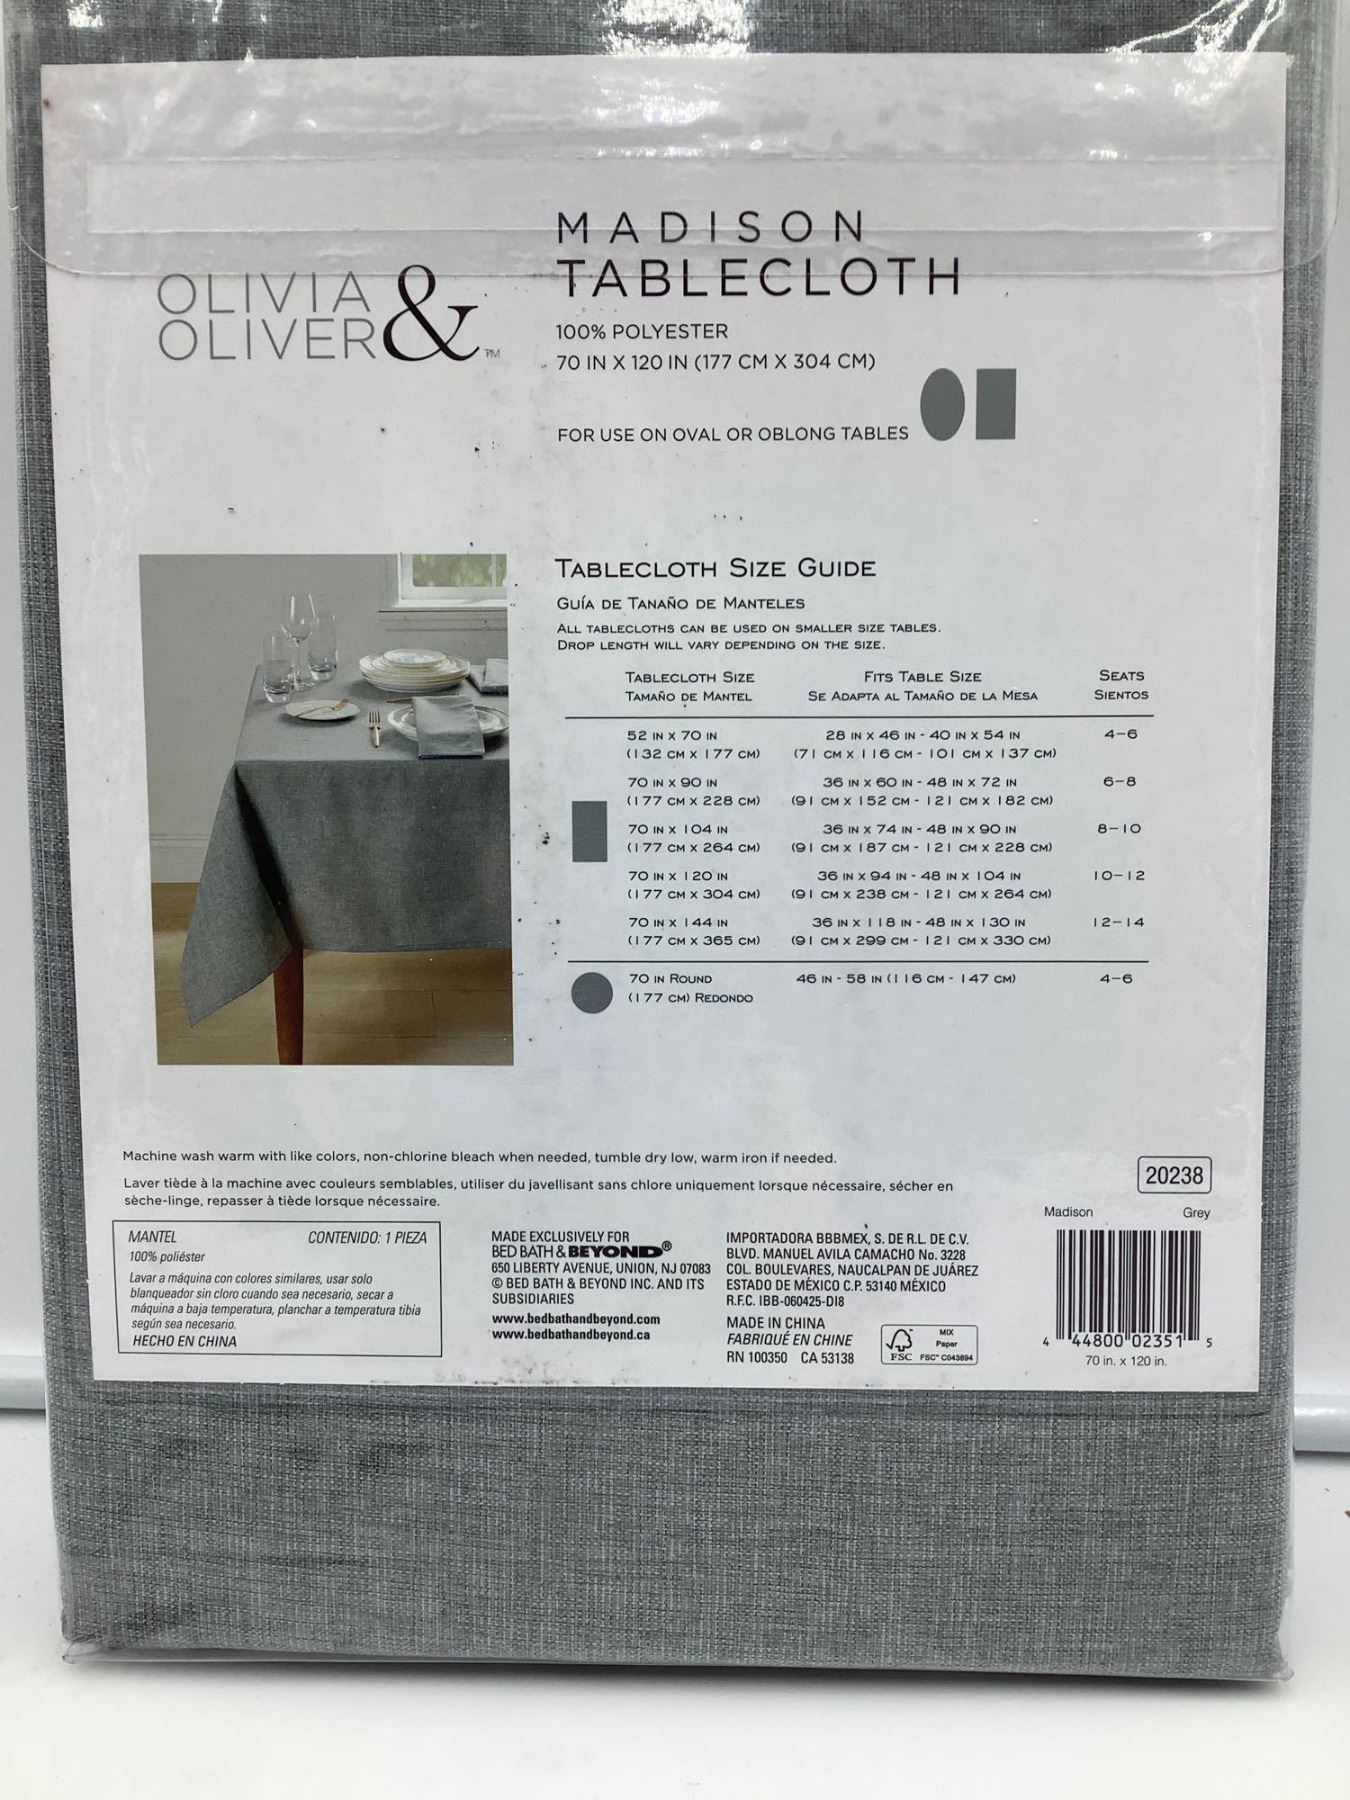 OLIVIA & OLIVER™
MADISON
TABLECLOTH
100% POLYESTER
70 IN X 120 IN (177 CM X 304 CM)
FOR USE ON OVAL OR OBLONG TABLES
TABLECLOTH SIZE GUIDE
GUÍA DE TANAÑO DE MANTELES
ALL TABLECLOTHS CAN BE USED ON SMALLER SIZE TABLES.
DROP LENGTH WILL VARY DEPENDING ON THE SIZE.
TABLECLOTH SIZE FITS TABLE SIZE SEATS
TAMAÑO DE MANTEL SE ADAPTA AL TAMAÑO DE LA MESA SIENTOS
52 IN X 70 IN 28 IN X 46 IN - 40 IN X 54 IN 4-6
(132 CM X 177 CM) (71 CM X 116 CM - 101 CM X 137 CM)
70 IN X 90 IN 36 IN X 60 IN - 48 IN X 72 IN 6-8
(177 CM X 228 CM) (91 CM X 152 CM - 121 CM X 182 CM)
70 IN X 104 IN 36 IN X 74 IN - 48 IN X 90 IN 8-10
(177 CM X 264 CM) (91 CM X 187 CM - 121 CM X 228 CM)
70 IN X 120 IN 36 IN X 94 IN - 48 IN X 104 IN 10-12
(177 CM X 304 CM) (91 CM X 238 CM - 121 CM X 264 CM)
70 IN X 144 IN 36 IN X 118 IN - 48 IN X 130 IN 12-14
(177 CM X 365 CM) (91 CM X 299 CM - 121 CM X 330 CM)
70 IN ROUND 46 IN - 58 IN (116 CM - 147 CM) 4-6
(177 CM) REDONDO
Machine wash warm with like colors, non-chlorine bleach when needed, tumble dry low, warm iron if needed.
Laver tiède à la machine avec couleurs semblables, utiliser du javellisant sans chlore uniquement lorsque nécessaire, sécher en
sèche-linge, repasser à tiède lorsque nécessaire.
MANTEL CONTENIDO: 1 PIEZA
100% poliéster
Lavar a máquina con colores similares, usar solo
blanqueador sin cloro cuando sea necesario, secar a
máquina a baja temperatura, planchar a temperatura tibia
según sea necesario.
HECHO EN CHINA
MADE EXCLUSIVELY FOR
BED BATH & BEYOND®
650 LIBERTY AVENUE, UNION, NJ 07083
© BED BATH & BEYOND INC. AND ITS
SUBSIDIARIES
www.bedbathandbeyond.com
www.bedbathandbeyond.ca
IMPORTADORA BBBMEX, S. DE R.L. DE C.V.
BLVD. MANUEL AVILA CAMACHO No. 3228
COL. BOULEVARES, NAUCALPAN DE JUÁREZ
ESTADO DE MÉXICO C.P. 53140 MÉXICO
R.F.C. IBB-060425-DI8
MADE IN CHINA
FABRIQUÉ EN CHINE
RN 100350 CA 53138
MIX
Paper
FSC FSC™ C043894
20238
Madison Grey
4 44800 02351 5
70 in. x 120 in.